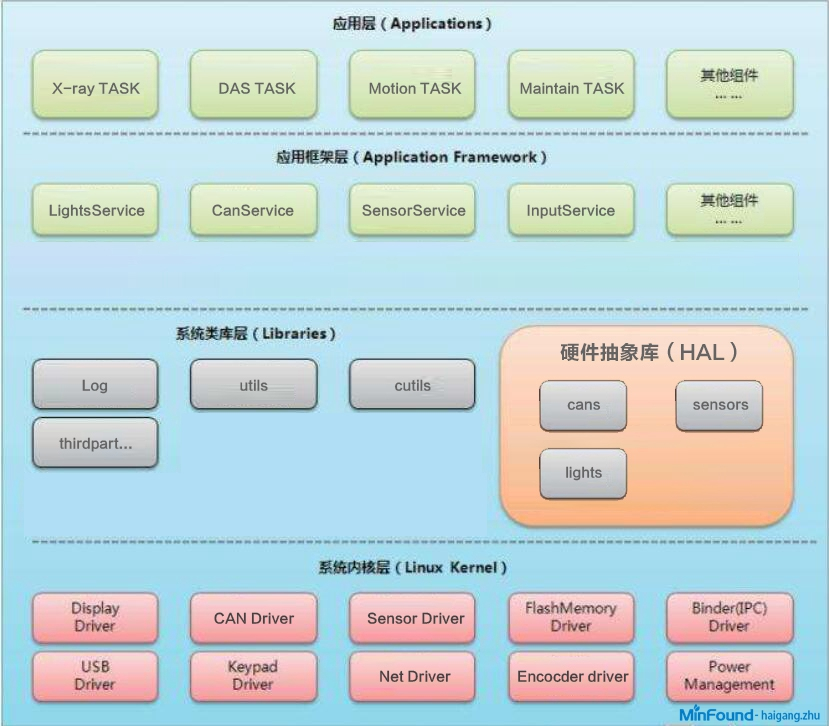 应用层（Applications）
X-ray TASK
DAS TASK
Motion TASK
Maintain TASK
其他组件
... ...
应用框架层（Application Framework）
LightsService
CanService
SensorService
InputService
其他组件
... ...
系统类库层（Libraries）
Log
utils
cutils
thirdpart...
硬件抽象库（HAL）
cans
sensors
lights
系统内核层（Linux Kernel）
Display
Driver
CAN Driver
Sensor Driver
FlashMemory
Driver
Binder(IPC)
Driver
USB
Driver
Keypad
Driver
Net Driver
Encocder driver
Power
Management
MinFound-haigang.zhu